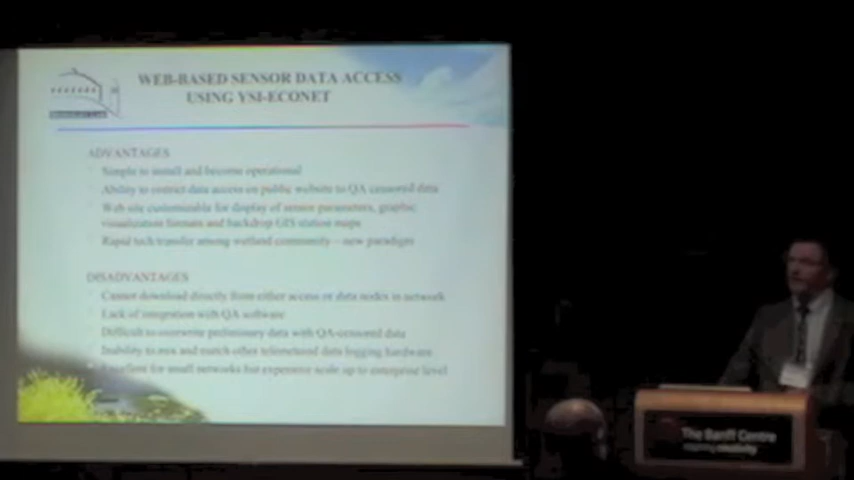 WEB-BASED SENSOR DATA ACCESS
USING YSI-ECONET
ADVANTAGES
Simple to install and become operational
Ability to restrict data access on public website to QA censored data
Web site customizable for display of sensor parameters, graphic
visualization formats and backdrop GIS station maps
Rapid tech transfer among wetland community – new paradigm
DISADVANTAGES
Cannot download directly from either access or data nodes in network
Lack of integration with QA software
Difficult to overwrite preliminary data with QA-censored data
Inability to mix and match other telemetered data logging hardware
Excellent for small networks but expensive scale up to enterprise level
The Banff Centre
inspiring creativity